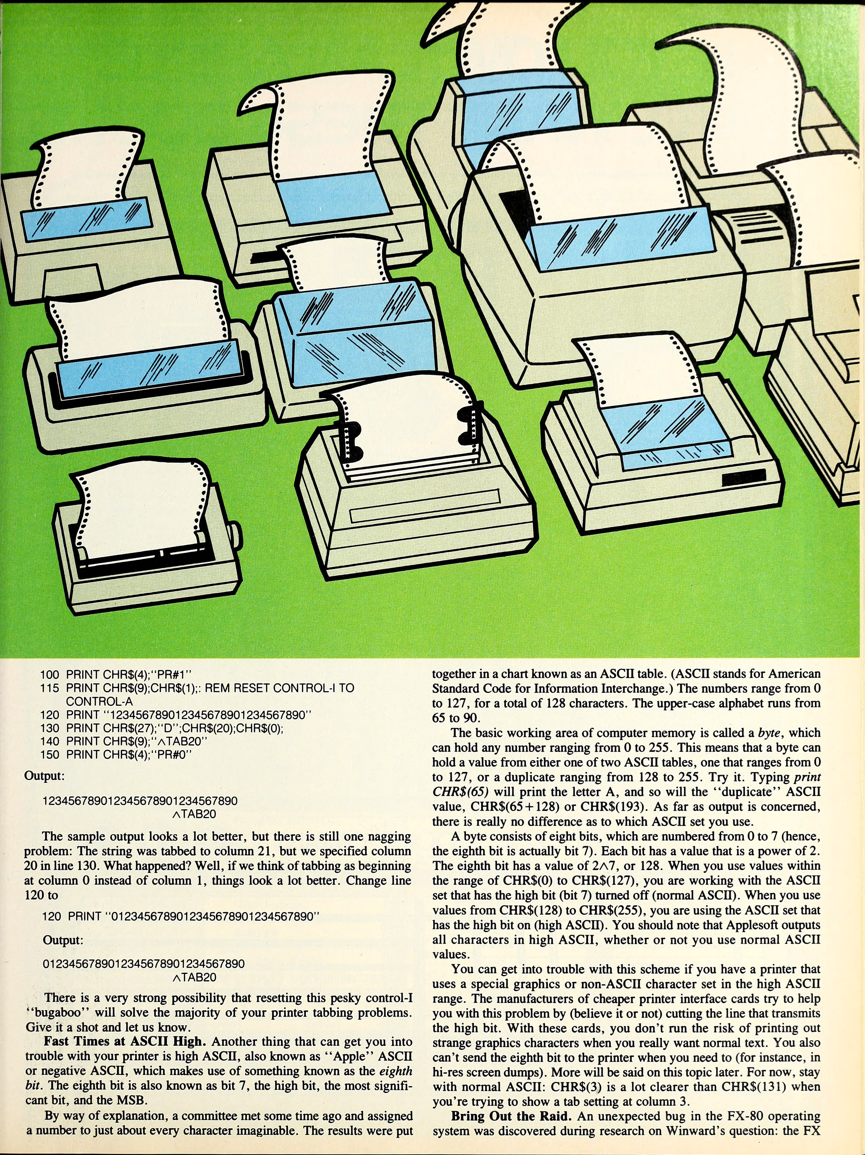 100 PRINT CHR$(4);"PR#1"
115 PRINT CHR$(9);CHR$(1);: REM RESET CONTROL-I TO
CONTROL-A
120 PRINT "123456789012345678901234567890"
130 PRINT CHR$(27);"D";CHR$(20);CHR$(0);
140 PRINT CHR$(9);"^TAB20"
150 PRINT CHR$(4);"PR#0"
Output:
123456789012345678901234567890
^TAB20
The sample output looks a lot better, but there is still one nagging
problem: The string was tabbed to column 21, but we specified column
20 in line 130. What happened? Well, if we think of tabbing as beginning
at column 0 instead of column 1, things look a lot better. Change line
120 to
120 PRINT "012345678901234567890123456 7890"
Output:
012345678901234567890124567890
^TAB20
There is a very strong possibility that resetting this pesky control-I
"bugaboo" will solve the majority of your printer tabbing problems.
Give it a shot and let us know.
Fast Times at ASCII High. Another thing that can get you into
trouble with your printer is high ASCII, also known as "Apple" ASCII
or negative ASCII, which makes use of something known as the eighth
bit. The eighth bit is also known as bit 7, the high bit, the most signifi-
cant bit, and the MSB.
By way of explanation, a committee met some time ago and assigned
a number to just about every character imaginable. The results were put
together in a chart known as an ASCII table. (ASCII stands for American
Standard Code for Information Interchange.) The numbers range from 0
to 127, for a total of 128 characters. The upper-case alphabet runs from
65 to 90.
The basic working area of computer memory is called a byte, which
can hold any number ranging from 0 to 255. This means that a byte can
hold a value from either one of two ASCII tables, one that ranges from 0
to 127, or a duplicate ranging from 128 to 255. Try it. Typing print
CHR$(65) will print the letter A, and so will the "duplicate" ASCII
value, CHR$(65+128) or CHR$(193). As far as output is concerned,
there is really no difference as to which ASCII set you use.
A byte consists of eight bits, which are numbered from 0 to 7 (hence,
the eighth bit is actually bit 7). Each bit has a value that is a power of 2.
The eighth bit has a value of 2^7, or 128. When you use values within
the range of CHR$(0) to CHR$(127), you are working with the ASCII
set that has the high bit (bit 7) turned off (normal ASCII). When you use
values from CHR$(128) to CHR$(255), you are using the ASCII set that
has the high bit on (high ASCII). You should note that Applesoft outputs
all characters in high ASCII, whether or not you use normal ASCII
values.
You can get into trouble with this scheme if you have a printer that
uses a special graphics or non-ASCII character set in the high ASCII
range. The manufacturers of cheaper printer interface cards try to help
you with this problem by (believe it or not) cutting the line that transmits
the high bit. With these cards, you don't run the risk of printing out
strange graphics characters when you really want normal text. You also
can't send the eighth bit to the printer when you need to (for instance, in
hi-res screen dumps). More will be said on this topic later. For now, stay
with normal ASCII: CHR$(3) is a lot clearer than CHR$(131) when
you're trying to show a tab setting at column 3.
Bring Out the Raid. An unexpected bug in the FX-80 operating
system was discovered during research on Winward's question: the FX